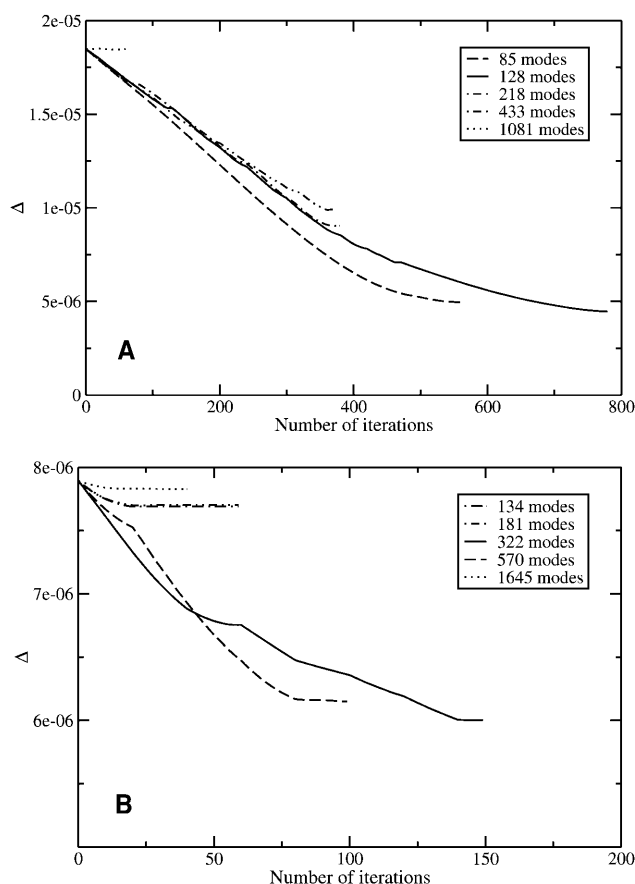 2e-05
1.5e-05
1e-05
5e-06
0
Δ
85 modes
128 modes
218 modes
433 modes
1081 modes
A
0 200 400 600 800
Number of iterations
8e-06
7e-06
6e-06
Δ
134 modes
181 modes
322 modes
570 modes
1645 modes
B
0 50 100 150 200
Number of iterations